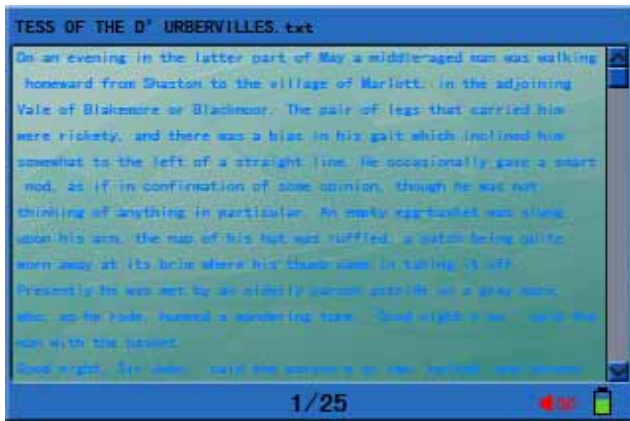 TESS OF THE D' URBERVILLES.txt
On an evening in the latter part of May a middle-aged man was walking
homeward from Shaston to the village of Marlott, in the adjoining
Vale of Blakemore or Blackmoor. The pair of legs that carried him
were rickety, and there was a bias in his gait which inclined him
somewhat to the left of a straight line. He occasionally gave a smart
nod, as if in confirmation of some opinion, though he was not
thinking of anything in particular. An empty egg-basket was slung
upon his arm, the nap of his hat was ruffled, a patch being quite
worn away at its brim where his thumb came in taking it off.
Presently he was met by an elderly parson astride on a gray mare,
who, as he rode, hummed a wandering tune. Good night t'ee, said the
man with the basket.
Good night, Sir John, said the parson
1/25